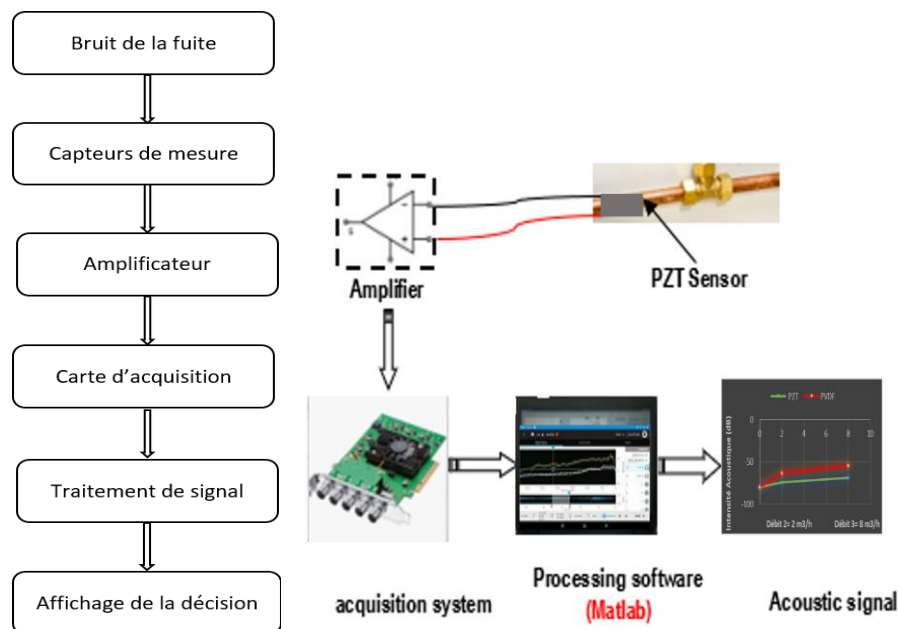 Bruit de la fuite
Capteurs de mesure
Amplificateur
Carte d'acquisition
Traitement de signal
Affichage de la décision
Amplifier
PZT Sensor
acquisition system
Processing software
(Matlab)
Acoustic signal
PZT PVDF
Intensité Acoustique (dB)
0
-50
-100
0 2 4 6 8 10
Débit 2= 2 m3/h Débit 3= 8 m3/h